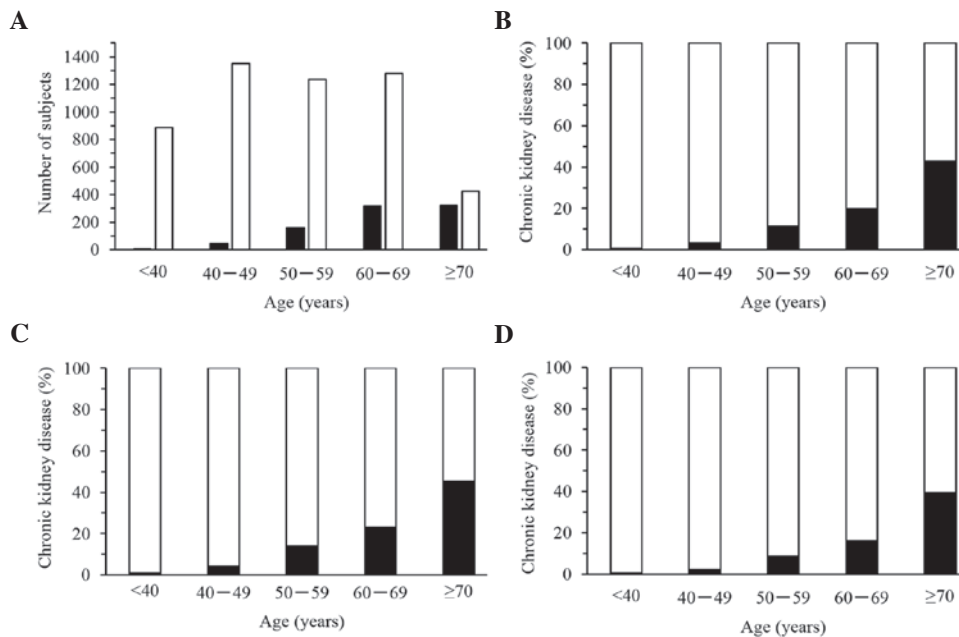 A
Number of subjects
1400
1200
1000
800
600
400
200
0
<40 40−49 50−59 60−69 ≥70
Age (years)
B
Chronic kidney disease (%)
100
80
60
40
20
0
<40 40−49 50−59 60−69 ≥70
Age (years)
C
Chronic kidney disease (%)
100
80
60
40
20
0
<40 40−49 50−59 60−69 ≥70
Age (years)
D
Chronic kidney disease (%)
100
80
60
40
20
0
<40 40−49 50−59 60−69 ≥70
Age (years)